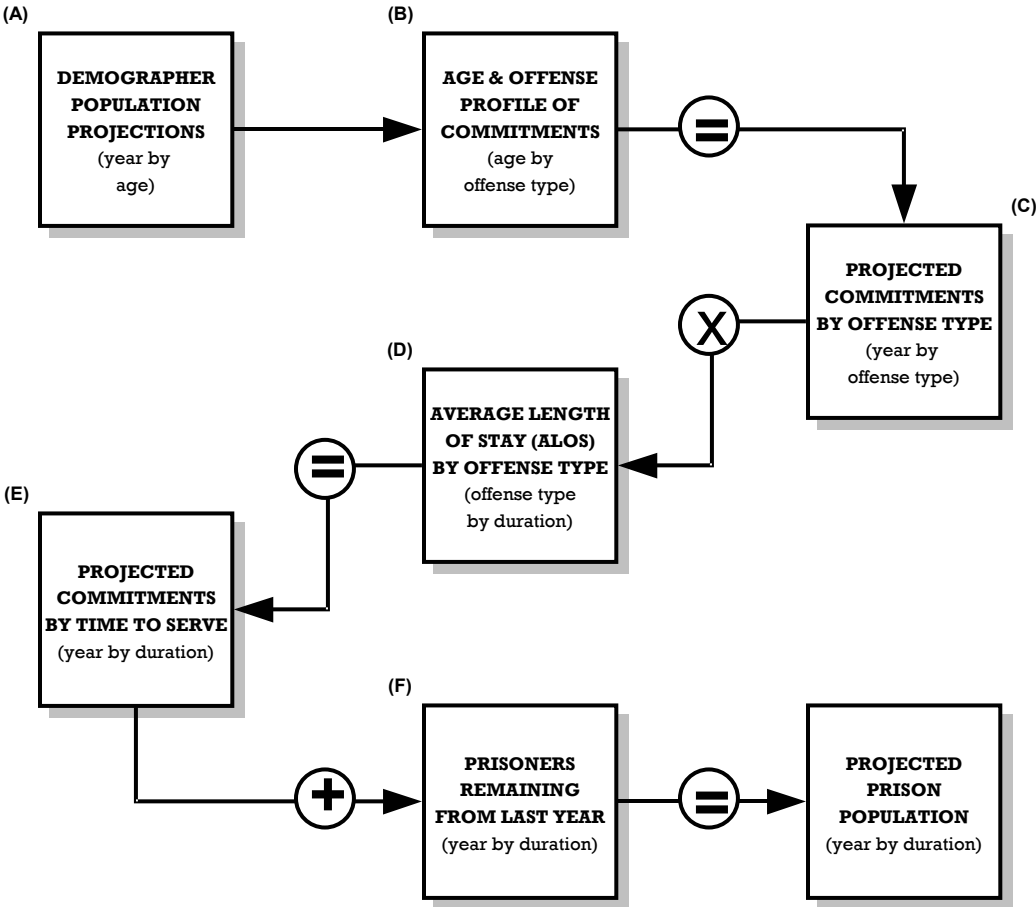 (A)
DEMOGRAPHER
POPULATION
PROJECTIONS
(year by
age)
(B)
AGE & OFFENSE
PROFILE OF
COMMITMENTS
(age by
offense type)
=
(C)
PROJECTED
COMMITMENTS
BY OFFENSE TYPE
(year by
offense type)
X
(D)
AVERAGE LENGTH
OF STAY (ALOS)
BY OFFENSE TYPE
(offense type
by duration)
=
(E)
PROJECTED
COMMITMENTS
BY TIME TO SERVE
(year by duration)
+
(F)
PRISONERS
REMAINING
FROM LAST YEAR
(year by duration)
=
PROJECTED
PRISON
POPULATION
(year by duration)